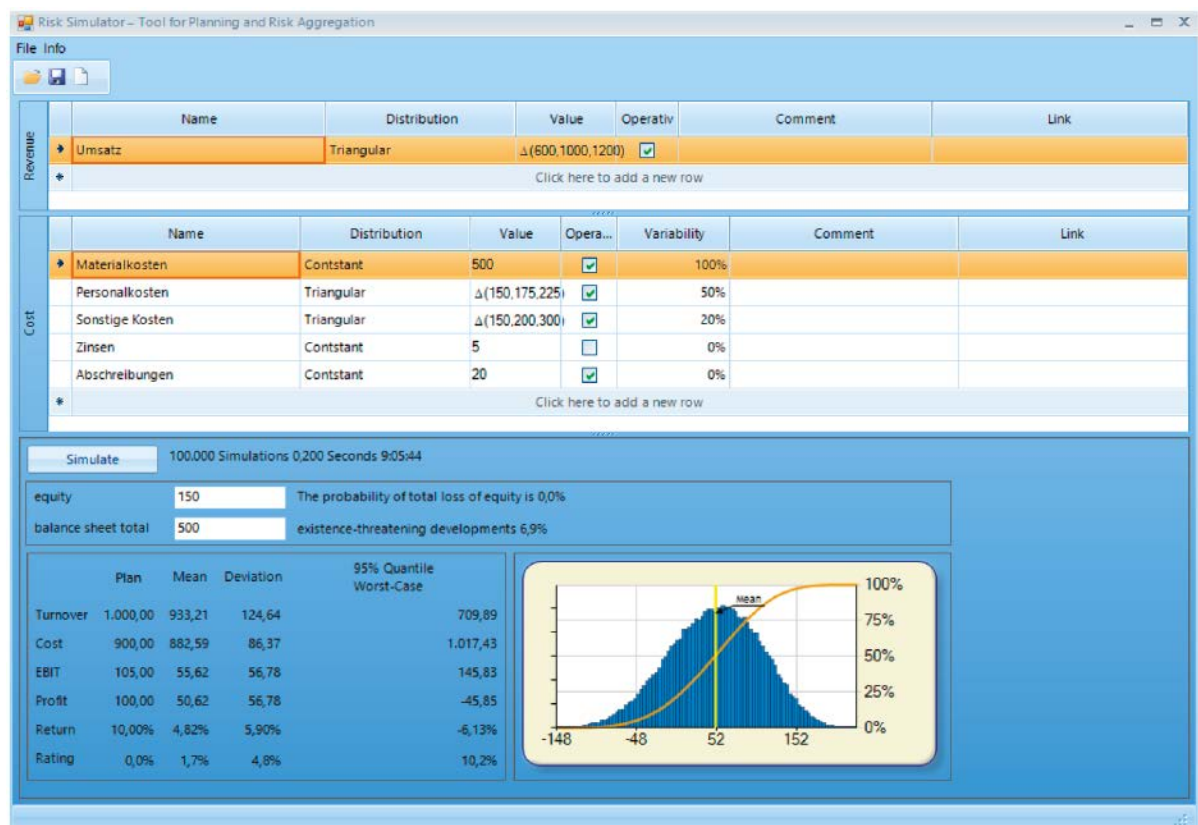 Risk Simulator – Tool for Planning and Risk Aggregation
File Info
Revenue
Name Distribution Value Operativ Comment Link
Umsatz Triangular Δ(600,1000,1200)
Click here to add a new row
Cost
Name Distribution Value Opera... Variability Comment Link
Materialkosten Contstant 500 100%
Personalkosten Triangular Δ(150,175,225) 50%
Sonstige Kosten Triangular Δ(150,200,300) 20%
Zinsen Contstant 5 0%
Abschreibungen Contstant 20 0%
Click here to add a new row
Simulate 100.000 Simulations 0,200 Seconds 9:05:44
equity 150 The probability of total loss of equity is 0,0%
balance sheet total 500 existence-threatening developments 6,9%
Plan Mean Deviation 95% Quantile
Worst-Case
Turnover 1.000,00 933,21 124,64 709,89
Cost 900,00 882,59 86,37 1.017,43
EBIT 105,00 55,62 56,78 145,83
Profit 100,00 50,62 56,78 -45,85
Return 10,00% 4,82% 5,90% -6,13%
Rating 0,0% 1,7% 4,8% 10,2%
Mean
100%
75%
50%
25%
0%
-148 -48 52 152